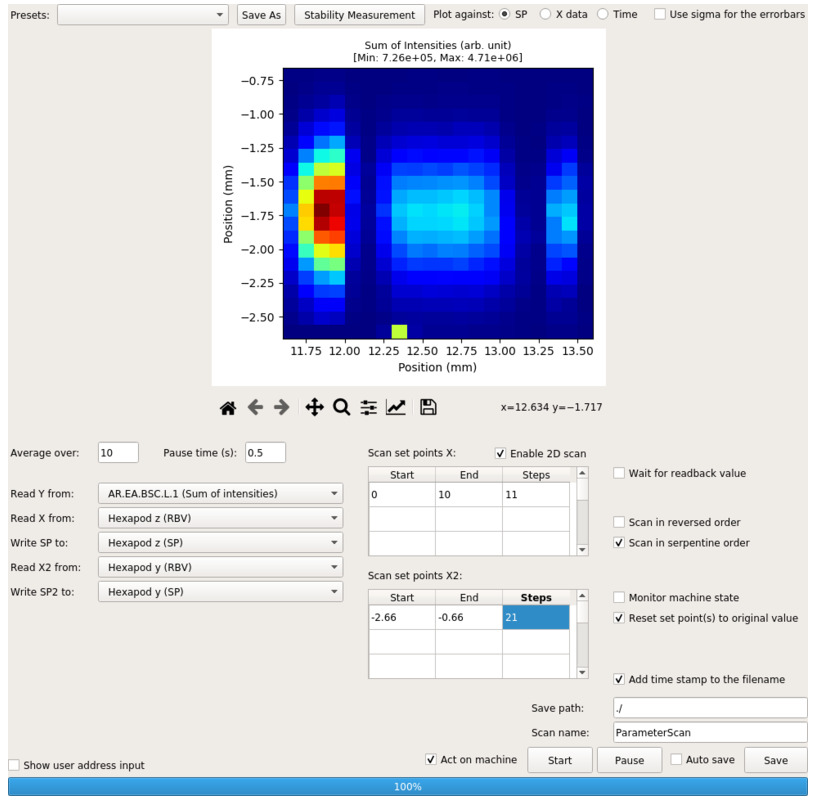 Presets: Save As Stability Measurement Plot against: SP X data Time Use sigma for the errorbars
Sum of Intensities (arb. unit)
[Min: 7.26e+05, Max: 4.71e+06]
−0.75
−1.00
−1.25
−1.50
−1.75
−2.00
−2.25
−2.50
Position (mm)
11.75 12.00 12.25 12.50 12.75 13.00 13.25 13.50
Position (mm)
x=12.634 y=−1.717
Average over: 10 Pause time (s): 0.5
Read Y from: AR.EA.BSC.L.1 (Sum of intensities)
Read X from: Hexapod z (RBV)
Write SP to: Hexapod z (SP)
Read X2 from: Hexapod y (RBV)
Write SP2 to: Hexapod y (SP)
Scan set points X: Enable 2D scan
Start End Steps
0 10 11
Scan set points X2:
Start End Steps
-2.66 -0.66 21
Wait for readback value
Scan in reversed order
Scan in serpentine order
Monitor machine state
Reset set point(s) to original value
Add time stamp to the filename
Save path: ./
Scan name: ParameterScan
Show user address input Act on machine Start Pause Auto save Save
100%